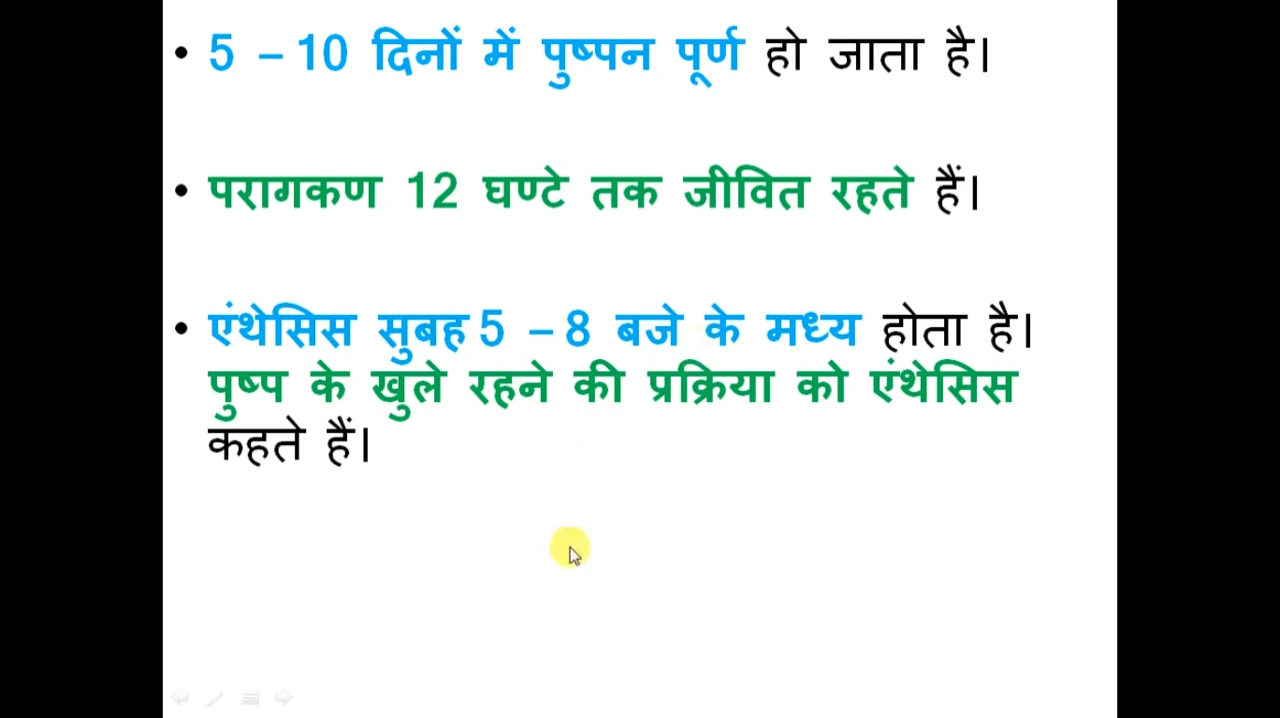 • 5 – 10 दिनों में पुष्पन पूर्ण हो जाता है।
• परागकण 12 घण्टे तक जीवित रहते हैं।
• एंथेसिस सुबह 5 – 8 बजे के मध्य होता है।
पुष्प के खुले रहने की प्रक्रिया को एंथेसिस
कहते हैं।